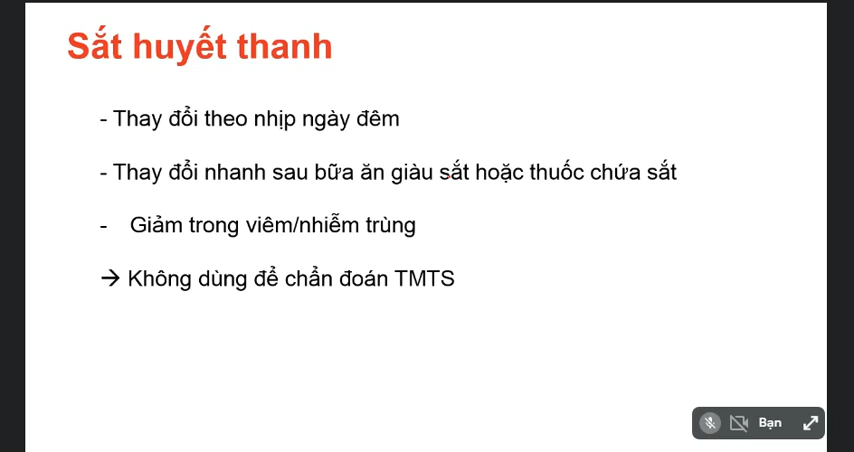 Sắt huyết thanh
- Thay đổi theo nhịp ngày đêm
- Thay đổi nhanh sau bữa ăn giàu sắt hoặc thuốc chứa sắt
- Giảm trong viêm/nhiễm trùng
→ Không dùng để chẩn đoán TMTS
Bạn